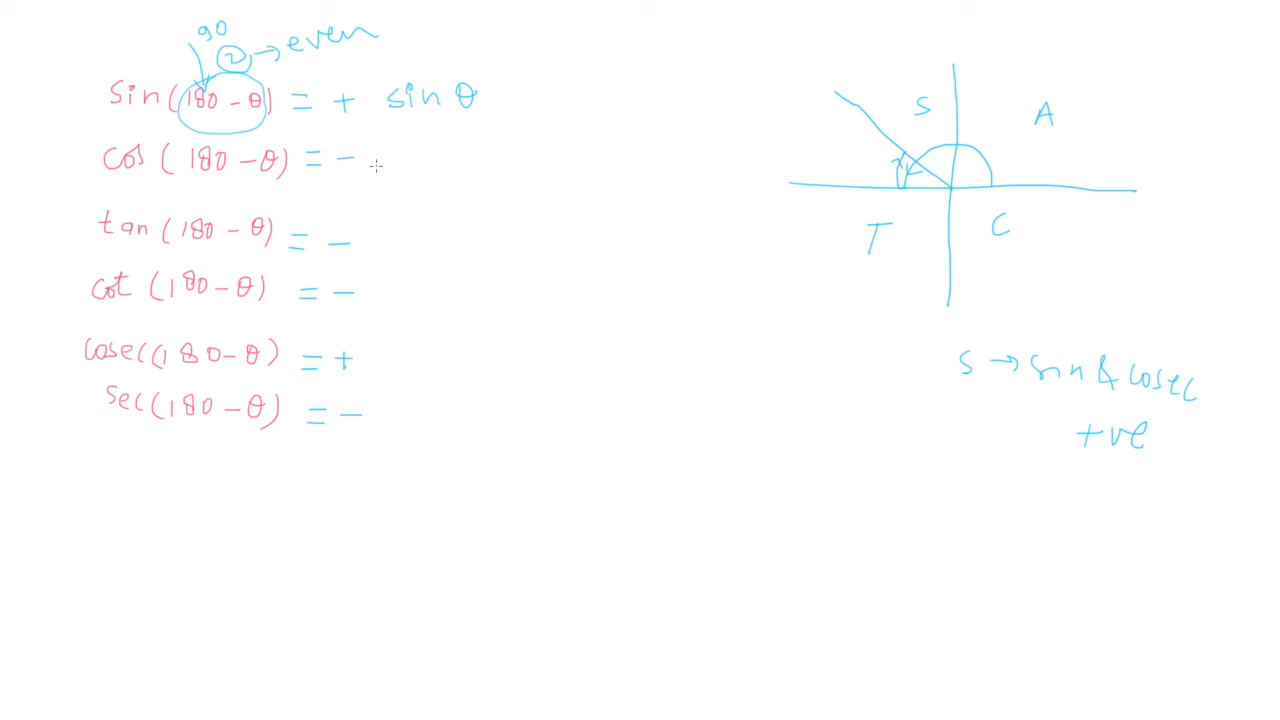 90
2 → even
sin (180 - θ) = + sin θ
cos (180 - θ) = -
tan (180 - θ) = -
cot (180 - θ) = -
cosec (180 - θ) = +
sec (180 - θ) = -
S A
T C
S → sin & cosec
+ve